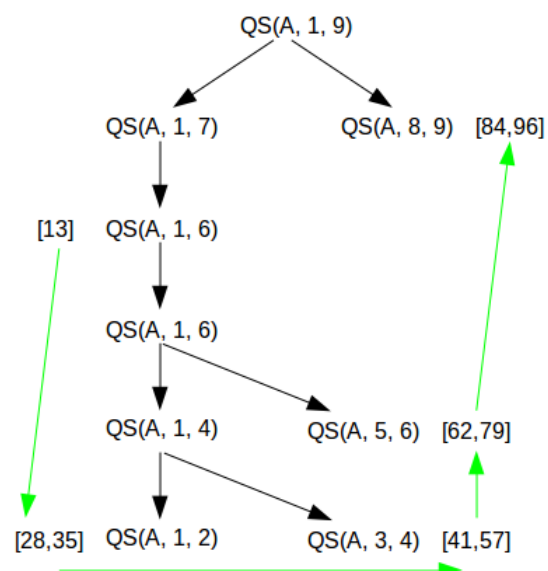 QS(A, 1, 9)
QS(A, 1, 7) QS(A, 8, 9) [84,96]
[13] QS(A, 1, 6)
QS(A, 1, 6)
QS(A, 1, 4) QS(A, 5, 6) [62,79]
[28,35] QS(A, 1, 2) QS(A, 3, 4) [41,57]